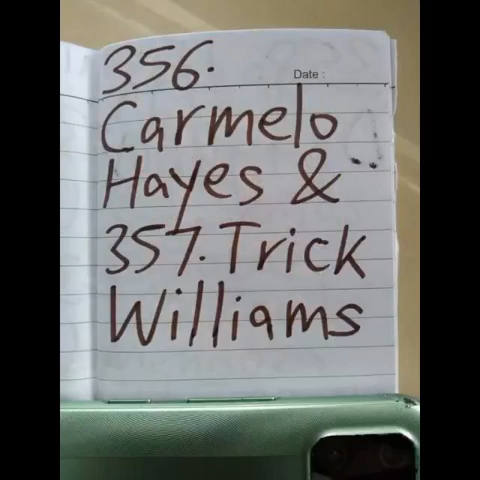 356.
Date :
Carmelo
Hayes &
357. Trick
Williams